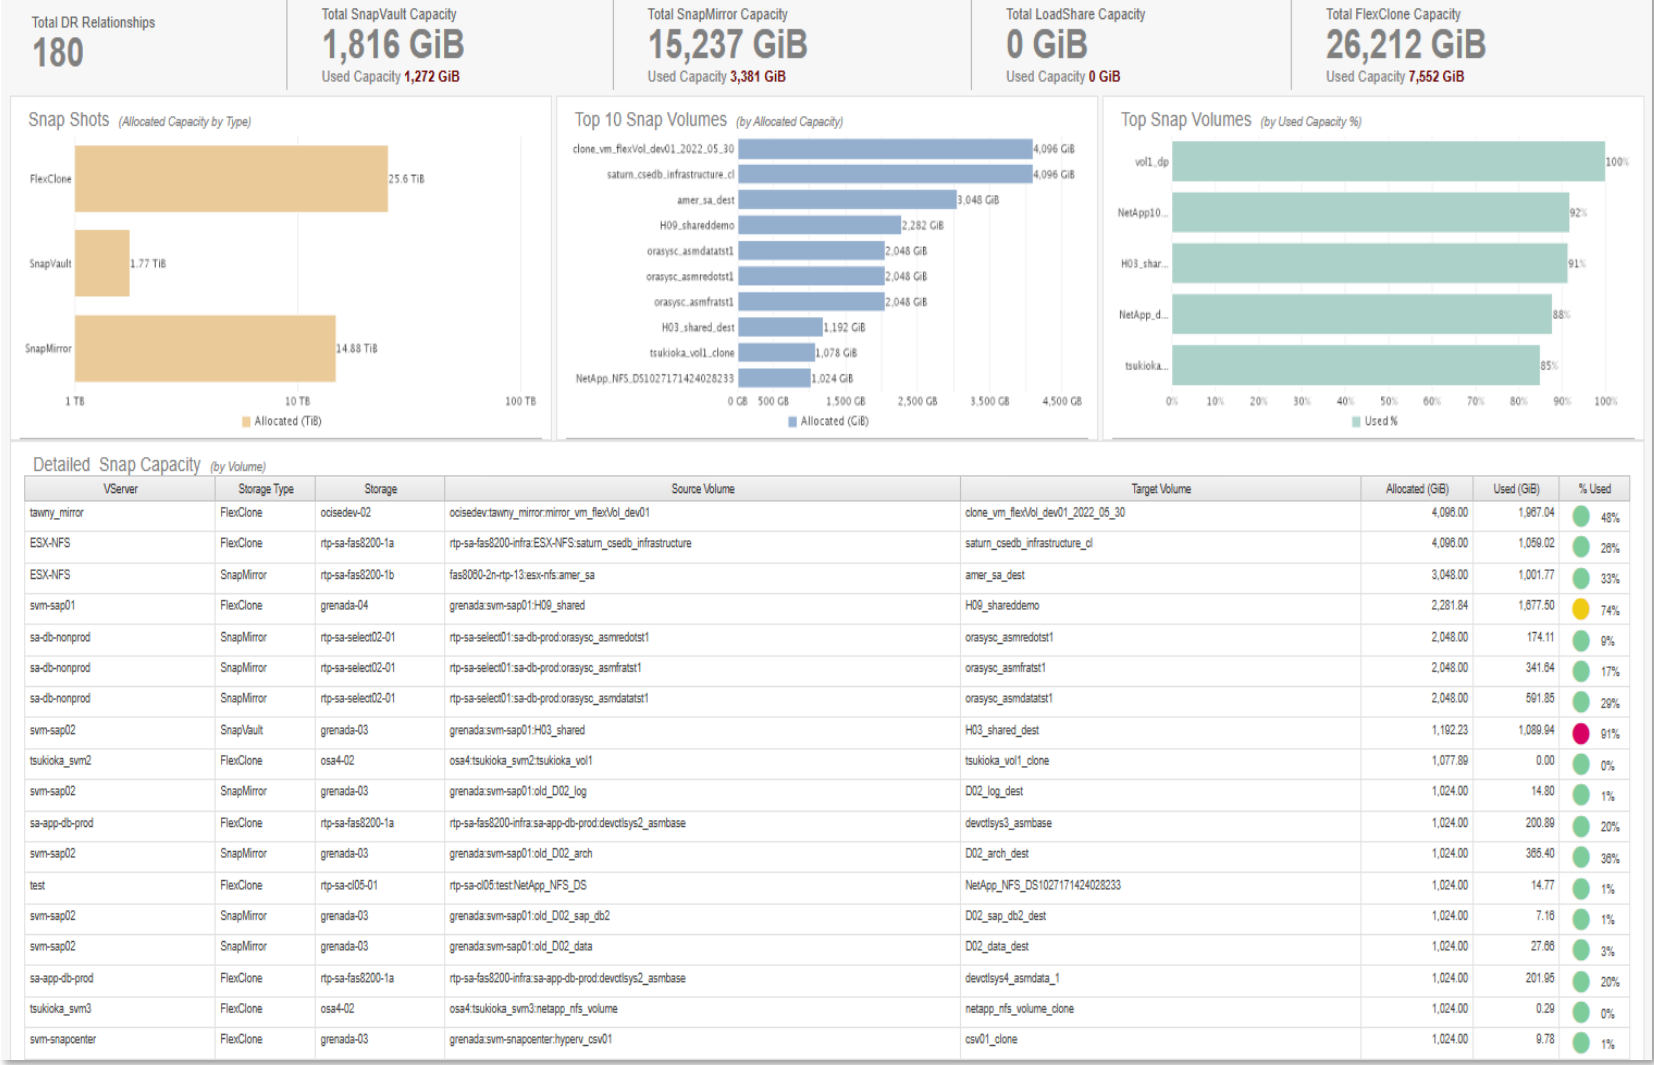 Total DR Relationships
180
Total SnapVault Capacity
1,816 GiB
Used Capacity 1,272 GiB
Total SnapMirror Capacity
15,237 GiB
Used Capacity 3,381 GiB
Total LoadShare Capacity
0 GiB
Used Capacity 0 GiB
Total FlexClone Capacity
26,212 GiB
Used Capacity 7,552 GiB
Snap Shots (Allocated Capacity by Type)
FlexClone 25.6 TiB
SnapVault 1.77 TiB
SnapMirror 14.88 TiB
1 TB 10 TB 100 TB
Allocated (TiB)
Top 10 Snap Volumes (by Allocated Capacity)
clone_vm_flexVol_dev01_2022_05_30 4,096 GiB
saturn_csedb_infrastructure_cl 4,096 GiB
amer_sa_dest 3,048 GiB
H09_shareddemo 2,282 GiB
orasysc_asmdatatst1 2,048 GiB
orasysc_asmredotst1 2,048 GiB
orasysc_asmfratst1 2,048 GiB
H03_shared_dest 1,192 GiB
tsukioka_vol1_clone 1,078 GiB
NetApp_NFS_DS1027171424028233 1,024 GiB
0 GB 500 GB 1,500 GB 2,500 GB 3,500 GB 4,500 GB
Allocated (GiB)
Top Snap Volumes (by Used Capacity %)
vol1_dp 100%
NetApp10... 92%
H03_shar... 91%
NetApp_d... 88%
tsukioka... 85%
0% 10% 20% 30% 40% 50% 60% 70% 80% 90% 100%
Used %
Detailed Snap Capacity (by Volume)
VServer Storage Type Storage Source Volume Target Volume Allocated (GiB) Used (GiB) % Used
tawny_mirror FlexClone ocisedev-02 ocisedev:tawny_mirror:mirror_vm_flexVol_dev01 clone_vm_flexVol_dev01_2022_05_30 4,096.00 1,967.04 48%
ESX-NFS FlexClone rtp-sa-fas8200-1a rtp-sa-fas8200-infra:ESX-NFS:saturn_csedb_infrastructure saturn_csedb_infrastructure_cl 4,096.00 1,059.02 26%
ESX-NFS SnapMirror rtp-sa-fas8200-1b fas8060-2n-rtp-13:esx-nfs:amer_sa amer_sa_dest 3,048.00 1,001.77 33%
svm-sap01 FlexClone grenada-04 grenada:svm-sap01:H09_shared H09_shareddemo 2,281.84 1,677.50 74%
sa-db-nonprod SnapMirror rtp-sa-select02-01 rtp-sa-select01:sa-db-prod:orasysc_asmredotst1 orasysc_asmredotst1 2,048.00 174.11 9%
sa-db-nonprod SnapMirror rtp-sa-select02-01 rtp-sa-select01:sa-db-prod:orasysc_asmfratst1 orasysc_asmfratst1 2,048.00 341.64 17%
sa-db-nonprod SnapMirror rtp-sa-select02-01 rtp-sa-select01:sa-db-prod:orasysc_asmdatatst1 orasysc_asmdatatst1 2,048.00 591.85 29%
svm-sap02 SnapVault grenada-03 grenada:svm-sap01:H03_shared H03_shared_dest 1,192.23 1,089.94 91%
tsukioka_svm2 FlexClone osa4-02 osa4:tsukioka_svm2:tsukioka_vol1 tsukioka_vol1_clone 1,077.89 0.00 0%
svm-sap02 SnapMirror grenada-03 grenada:svm-sap01:old_D02_log D02_log_dest 1,024.00 14.80 1%
sa-app-db-prod FlexClone rtp-sa-fas8200-1a rtp-sa-fas8200-infra:sa-app-db-prod:devctlsys2_asmbase devctlsys3_asmbase 1,024.00 200.89 20%
svm-sap02 SnapMirror grenada-03 grenada:svm-sap01:old_D02_arch D02_arch_dest 1,024.00 365.40 36%
test FlexClone rtp-sa-cl05-01 rtp-sa-cl05:test:NetApp_NFS_DS NetApp_NFS_DS1027171424028233 1,024.00 14.77 1%
svm-sap02 SnapMirror grenada-03 grenada:svm-sap01:old_D02_sap_db2 D02_sap_db2_dest 1,024.00 7.16 1%
svm-sap02 SnapMirror grenada-03 grenada:svm-sap01:old_D02_data D02_data_dest 1,024.00 27.66 3%
sa-app-db-prod FlexClone rtp-sa-fas8200-1a rtp-sa-fas8200-infra:sa-app-db-prod:devctlsys2_asmbase devctlsys4_asmdata_1 1,024.00 201.95 20%
tsukioka_svm3 FlexClone osa4-02 osa4:tsukioka_svm3:netapp_nfs_volume netapp_nfs_volume_clone 1,024.00 0.29 0%
svm-snapcenter FlexClone grenada-03 grenada:svm-snapcenter:hyperv_csv01 csv01_clone 1,024.00 9.78 1%